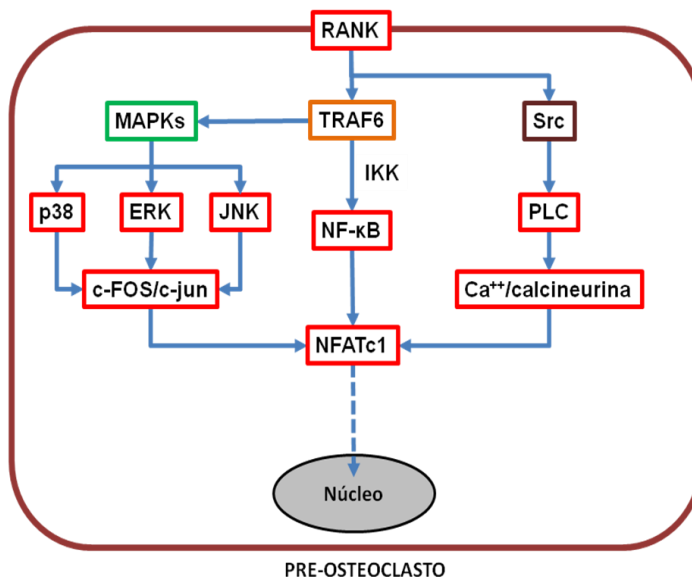 RANK
MAPKs
TRAF6
Src
IKK
p38
ERK
JNK
PLC
NF-κB
c-FOS/c-jun
Ca⁺⁺/calcineurina
NFATc1
Núcleo
PRE-OSTEOCLASTO